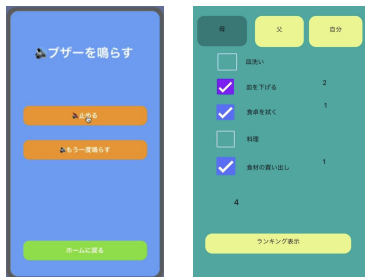 ブザーを鳴らす
止める
もう一度鳴らす
ホームに戻る
母 父 自分
皿洗い
皿を下げる 2
食卓を拭く 1
料理
食材の買い出し 1
4
ランキング表示